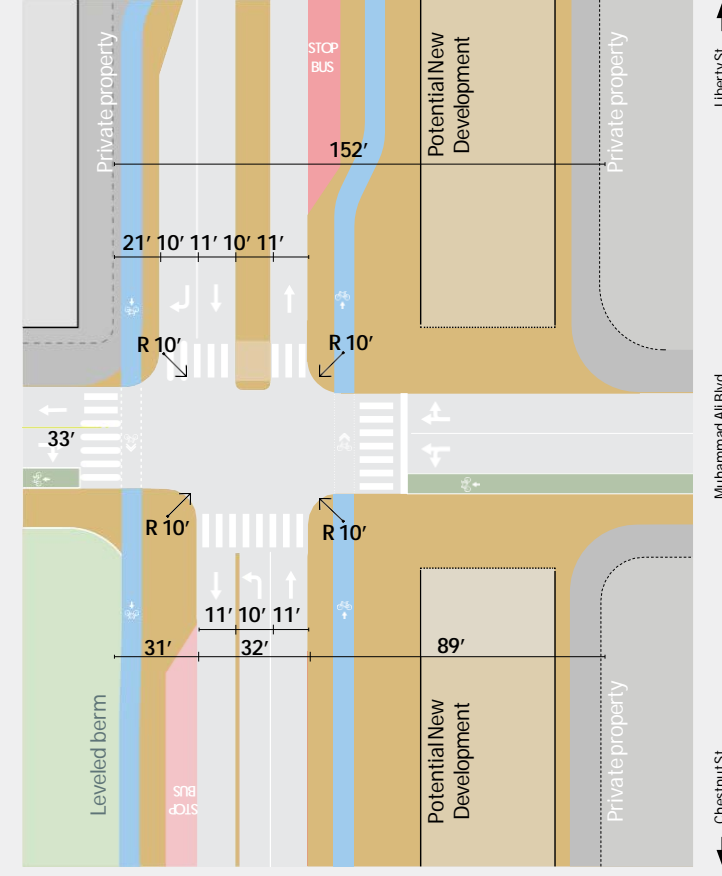 Private property
STOP
BUS
Potential New
Development
Private property
Liberty St
152’
21’ 10’ 11’ 10’ 11’
R 10’
R 10’
Muhammad Ali Blvd
33’
R 10’
R 10’
11’ 10’ 11’
31’
32’
89’
Leveled berm
BUS
STOP
Potential New
Development
Private property
Chestnut St